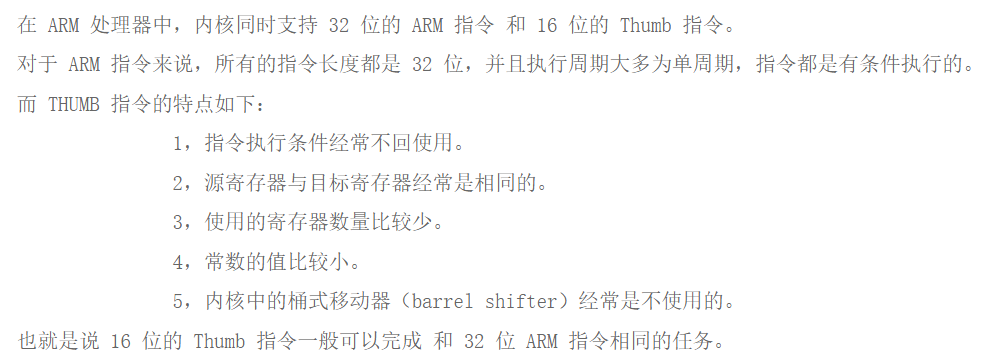 在 ARM 处理器中，内核同时支持 32 位的 ARM 指令 和 16 位的 Thumb 指令。
对于 ARM 指令来说，所有的指令长度都是 32 位，并且执行周期大多为单周期，指令都是有条件执行的。
而 THUMB 指令的特点如下：
1，指令执行条件经常不回使用。
2，源寄存器与目标寄存器经常是相同的。
3，使用的寄存器数量比较少。
4，常数的值比较小。
5，内核中的桶式移动器（barrel shifter）经常是不使用的。
也就是说 16 位的 Thumb 指令一般可以完成 和 32 位 ARM 指令相同的任务。